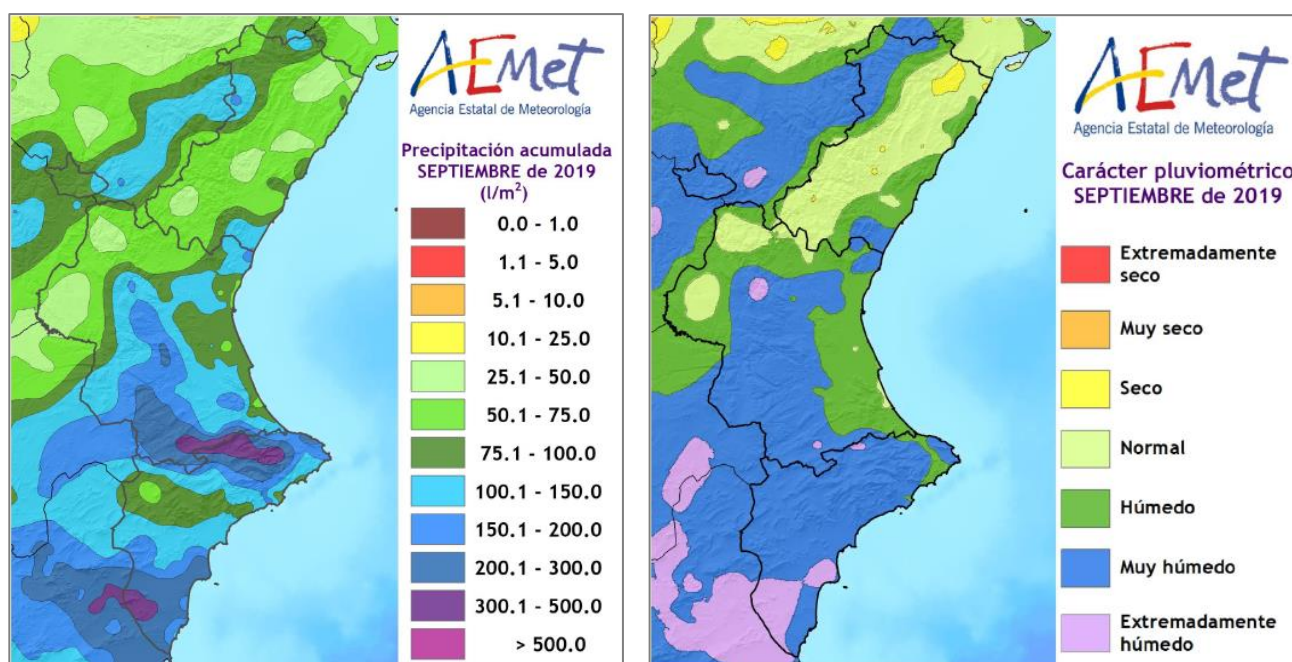 AEMet
Agencia Estatal de Meteorología
Precipitación acumulada
SEPTIEMBRE de 2019
(l/m²)
0.0 - 1.0
1.1 - 5.0
5.1 - 10.0
10.1 - 25.0
25.1 - 50.0
50.1 - 75.0
75.1 - 100.0
100.1 - 150.0
150.1 - 200.0
200.1 - 300.0
300.1 - 500.0
> 500.0
AEMet
Agencia Estatal de Meteorología
Carácter pluviométrico
SEPTIEMBRE de 2019
Extremadamente
seco
Muy seco
Seco
Normal
Húmedo
Muy húmedo
Extremadamente
húmedo